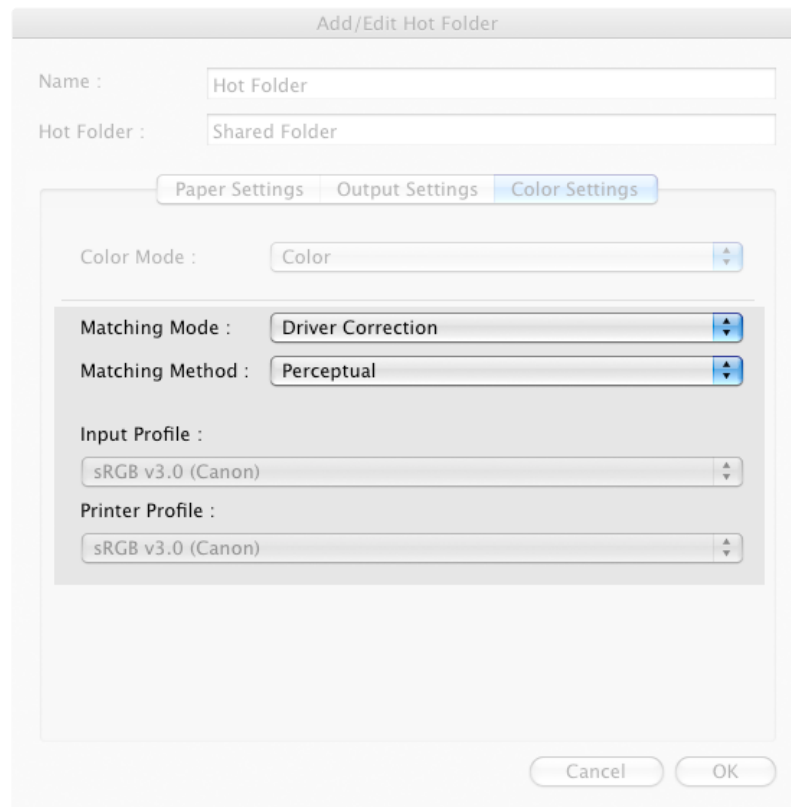 Add/Edit Hot Folder
Name : Hot Folder
Hot Folder : Shared Folder
Paper Settings Output Settings Color Settings
Color Mode : Color
Matching Mode : Driver Correction
Matching Method : Perceptual
Input Profile :
sRGB v3.0 (Canon)
Printer Profile :
sRGB v3.0 (Canon)
Cancel OK